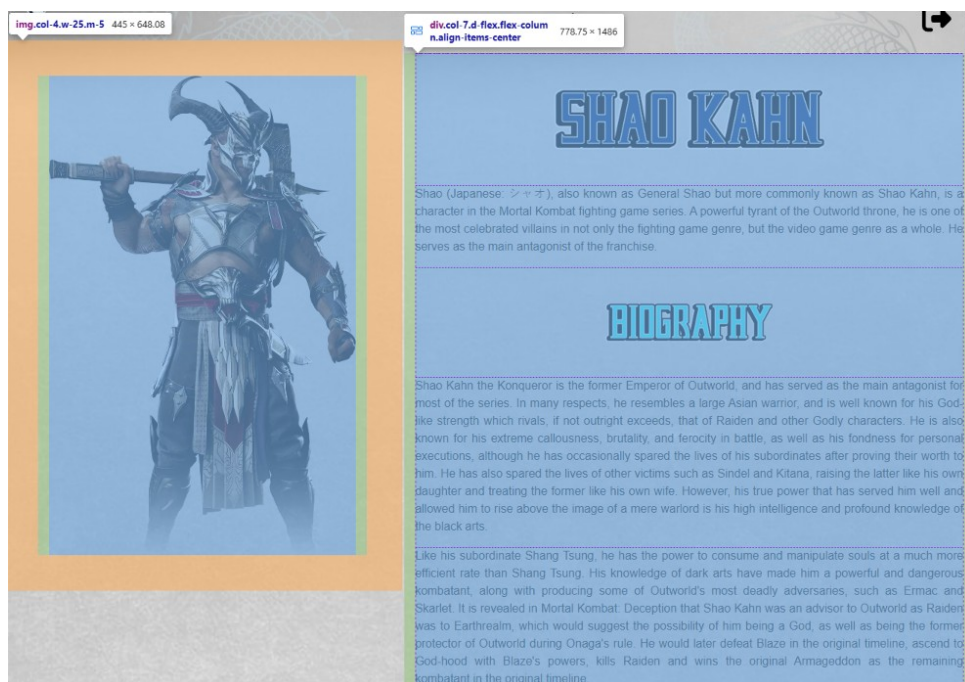 img.col-4.w-25.m-5 445 × 648.08
div.col-7.d-flex.flex-colum
n.align-items-center 778.75 × 1486
SHAO KAHN
Shao (Japanese: シャオ), also known as General Shao but more commonly known as Shao Kahn, is a
character in the Mortal Kombat fighting game series. A powerful tyrant of the Outworld throne, he is one of
the most celebrated villains in not only the fighting game genre, but the video game genre as a whole. He
serves as the main antagonist of the franchise.
BIOGRAPHY
Shao Kahn the Konqueror is the former Emperor of Outworld, and has served as the main antagonist for
most of the series. In many respects, he resembles a large Asian warrior, and is well known for his God-
like strength which rivals, if not outright exceeds, that of Raiden and other Godly characters. He is also
known for his extreme callousness, brutality, and ferocity in battle, as well as his fondness for personal
executions, although he has occasionally spared the lives of his subordinates after proving their worth to
him. He has also spared the lives of other victims such as Sindel and Kitana, raising the latter like his own
daughter and treating the former like his own wife. However, his true power that has served him well and
allowed him to rise above the image of a mere warlord is his high intelligence and profound knowledge of
the black arts.
Like his subordinate Shang Tsung, he has the power to consume and manipulate souls at a much more
efficient rate than Shang Tsung. His knowledge of dark arts have made him a powerful and dangerous
kombatant, along with producing some of Outworld's most deadly adversaries, such as Ermac and
Skarlet. It is revealed in Mortal Kombat: Deception that Shao Kahn was an advisor to Outworld as Raiden
was to Earthrealm, which would suggest the possibility of him being a God, as well as being the former
protector of Outworld during Onaga's rule. He would later defeat Blaze in the original timeline, ascend to
God-hood with Blaze's powers, kills Raiden and wins the original Armageddon as the remaining
kombatant in the original timeline.